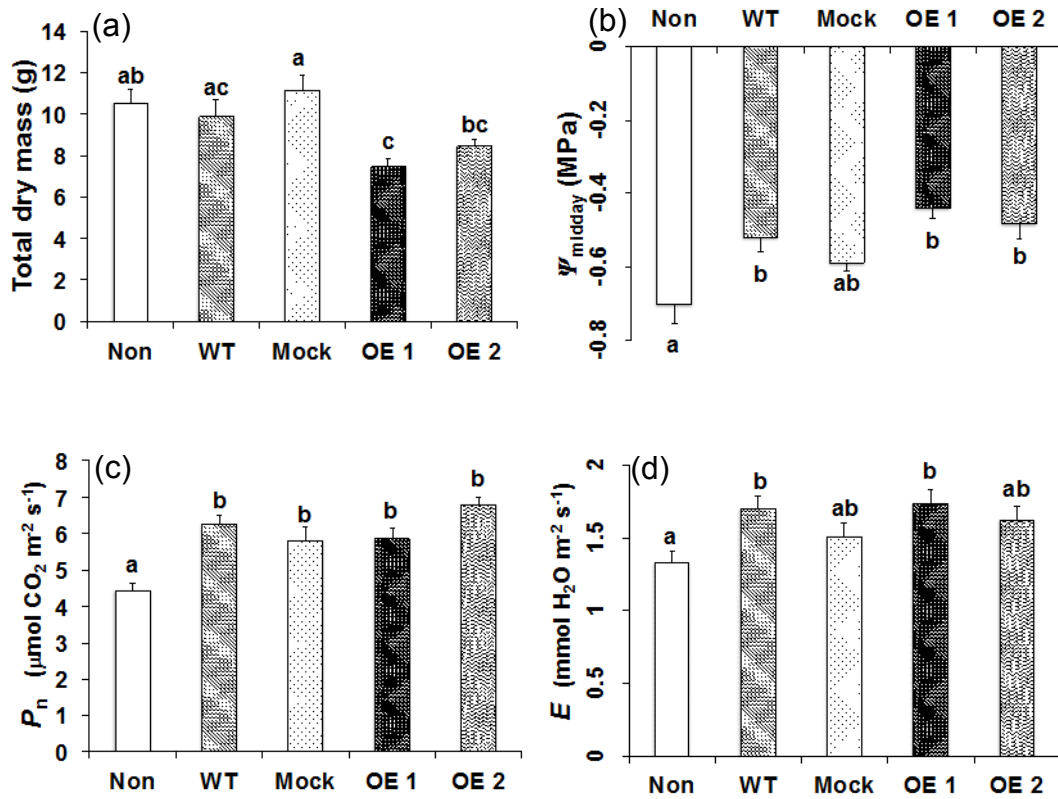 (a)
Total dry mass (g)
14
12
10
8
6
4
2
0
ab
ac
a
c
bc
Non WT Mock OE 1 OE 2
(b)
Non WT Mock OE 1 OE 2
Ψmidday (MPa)
0
-0.2
-0.4
-0.6
-0.8
a
b
ab
b
b
(c)
Pn (μmol CO2 m-2 s-1)
8
7
6
5
4
3
2
1
0
a
b
b
b
b
Non WT Mock OE 1 OE 2
(d)
E (mmol H2O m-2 s-1)
2
1.5
1
0.5
0
a
b
ab
b
ab
Non WT Mock OE 1 OE 2